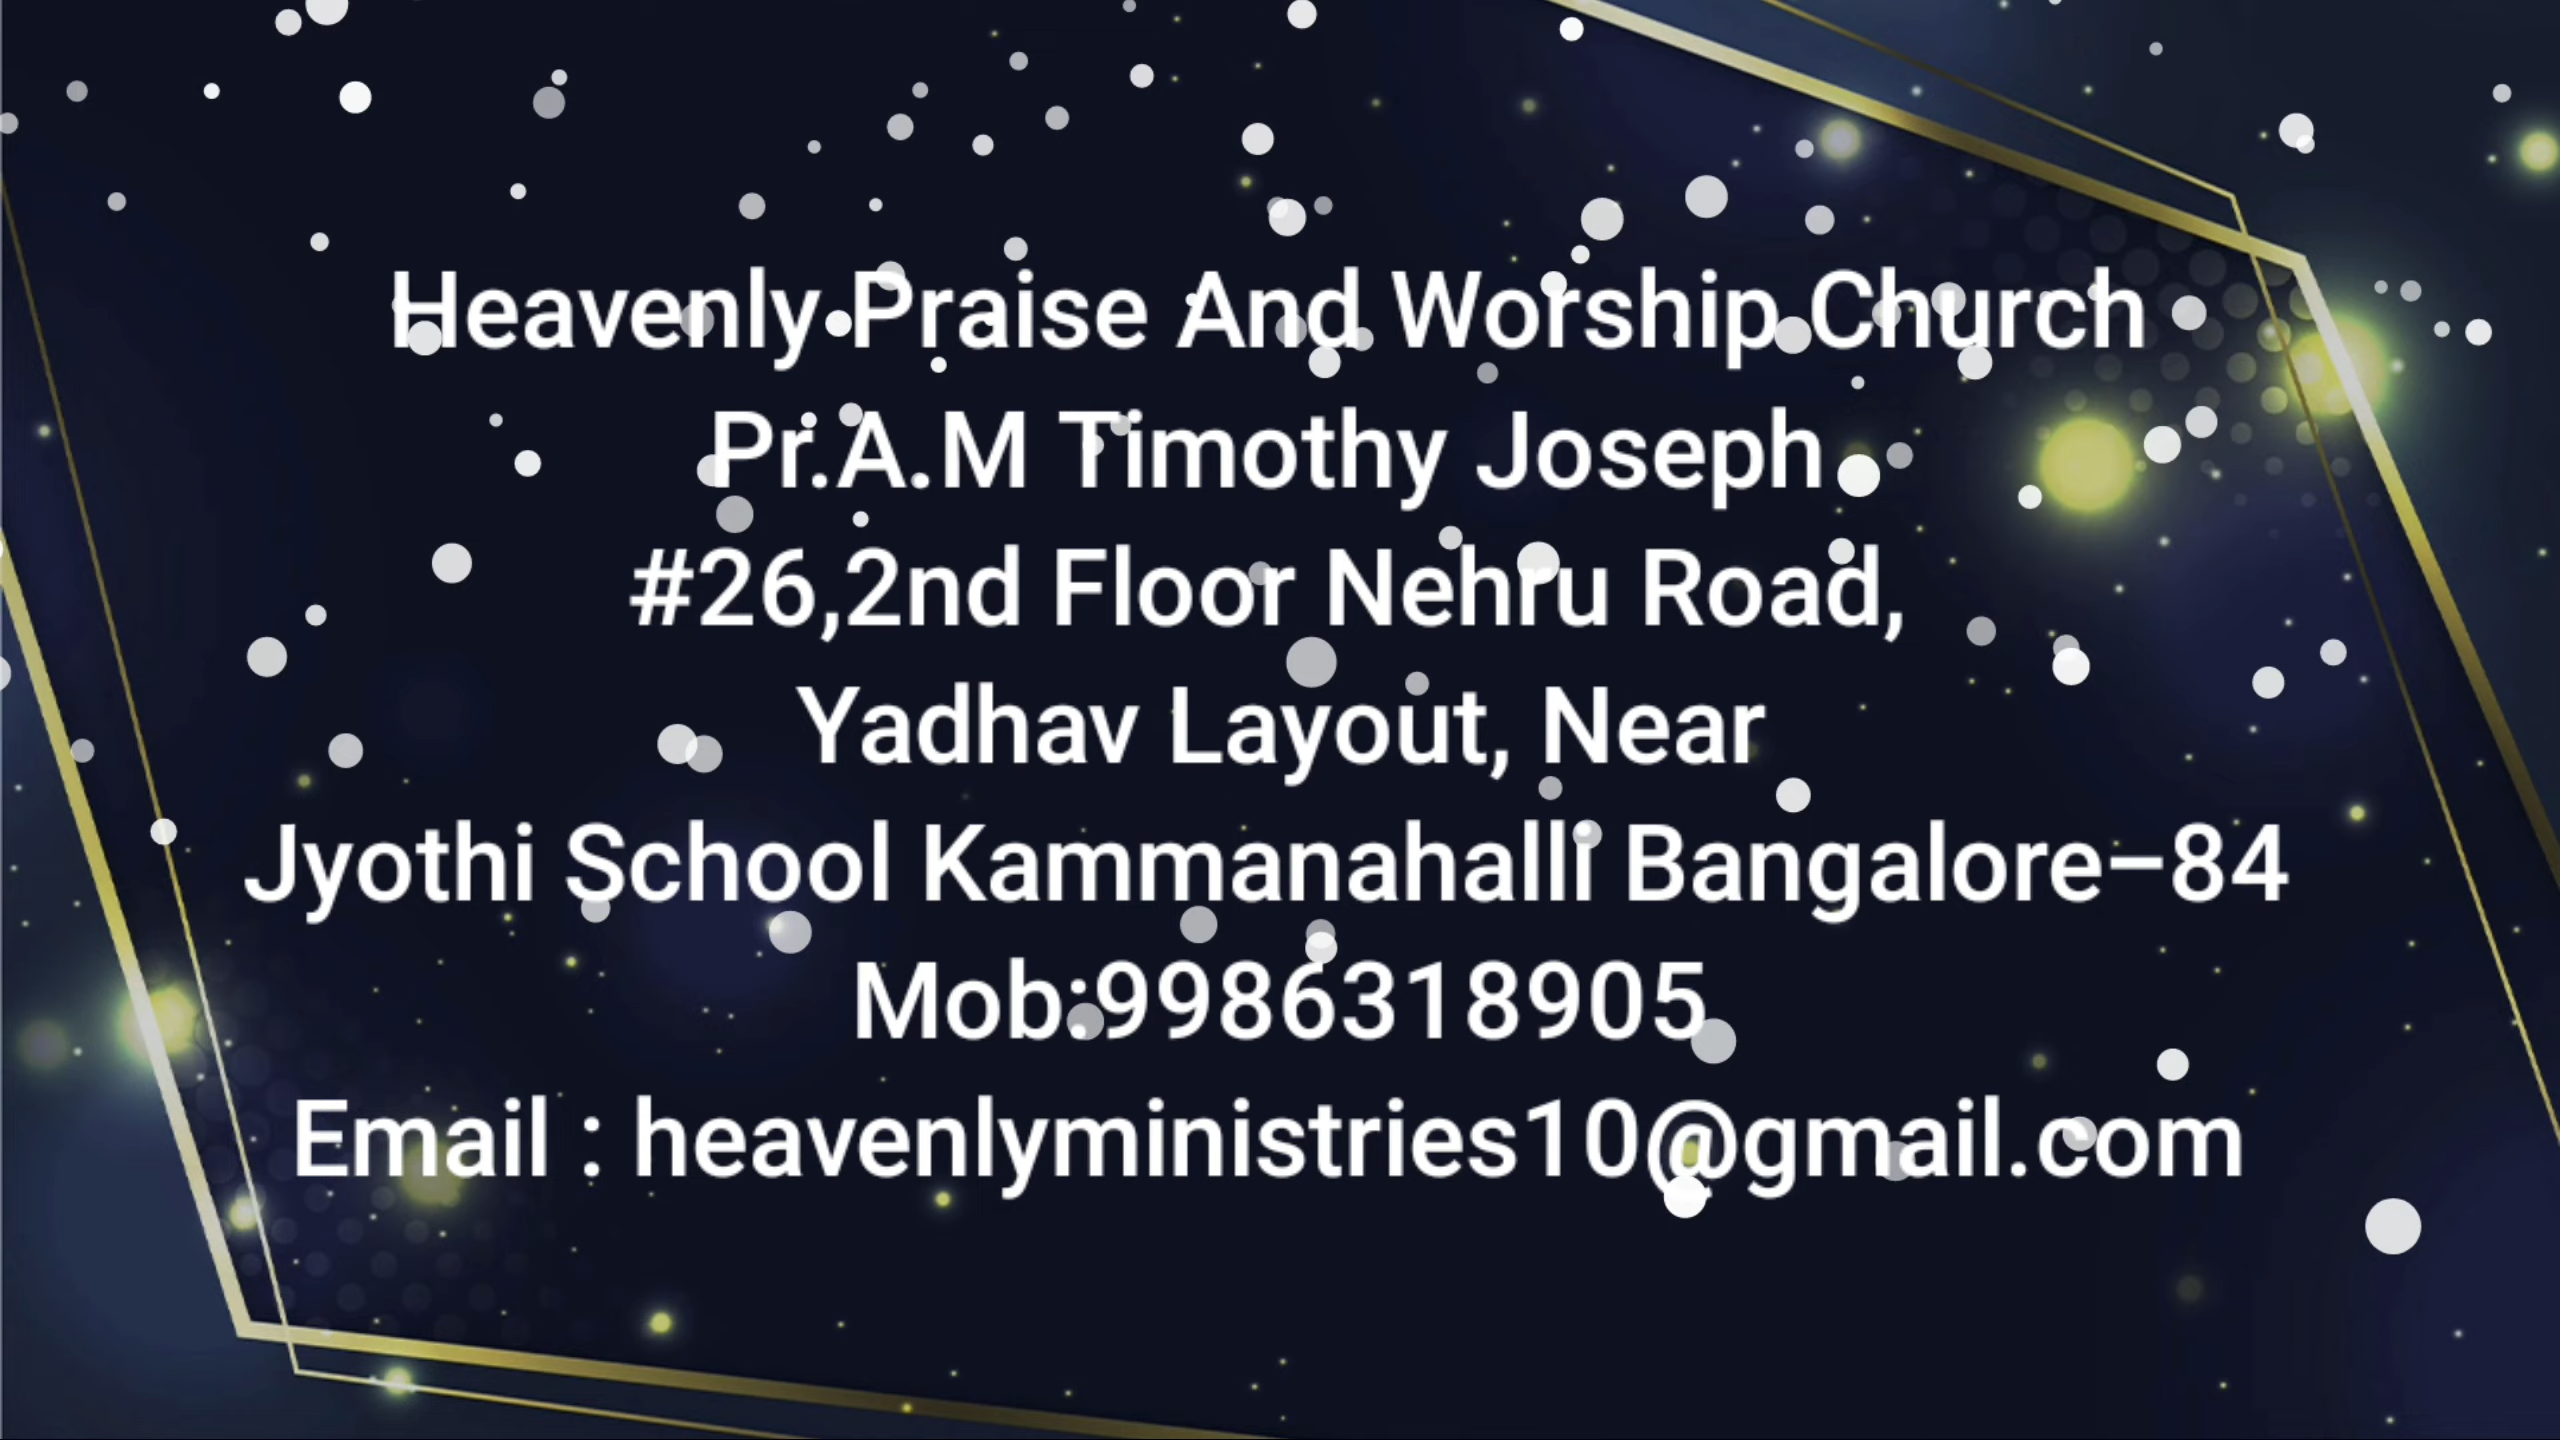 Heavenly Praise And Worship Church
Pr.A.M Timothy Joseph
#26,2nd Floor Nehru Road,
Yadhav Layout, Near
Jyothi School Kammanahalli Bangalore–84
Mob:9986318905
Email : heavenlyministries10@gmail.com